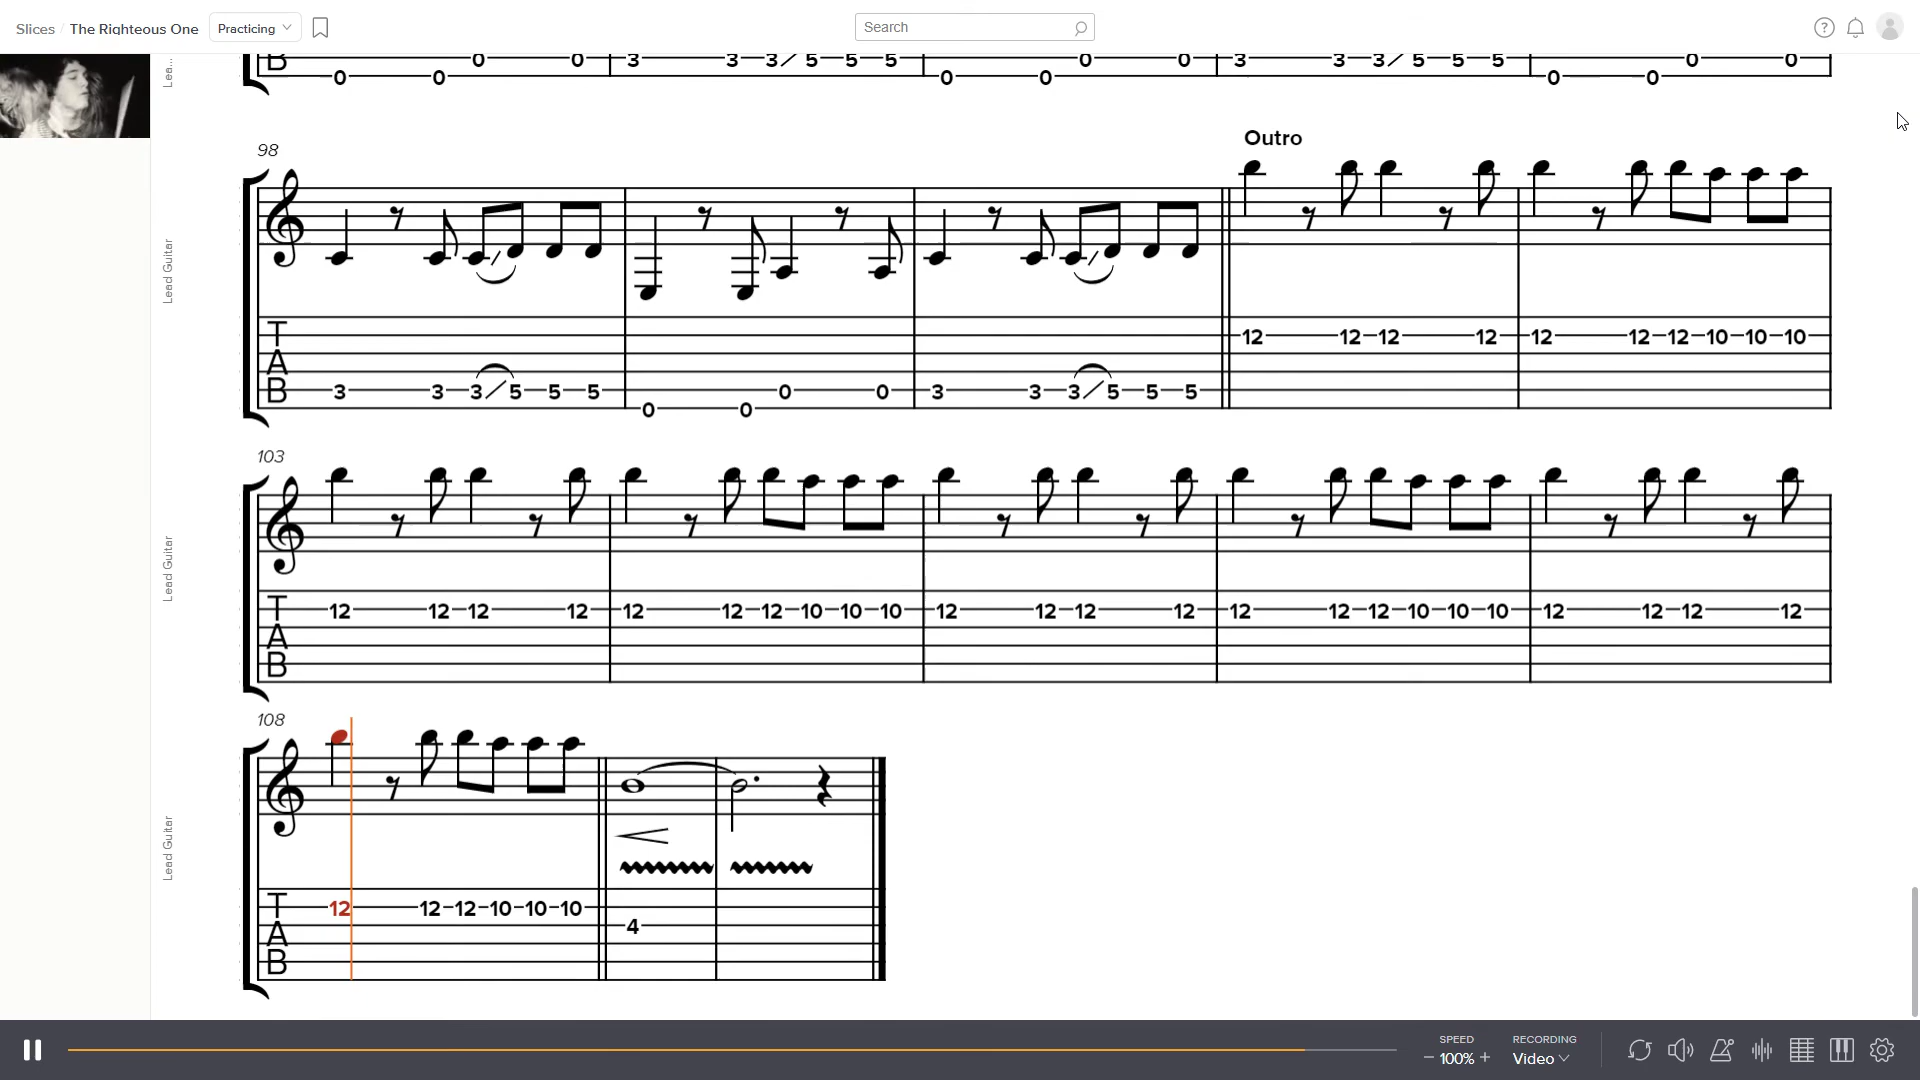 Slices / The Righteous One Practicing Search
Lea...
B 0 0 0 0 3 3 3 5 5 5 0 0 0 0 3 3 3 5 5 5 0 0 0 0
Outro
98
Lead Guitar
T 12 12 12 12 12 12 12 10 10 10
A
B 3 3 3 5 5 5 0 0 0 0 3 3 3 5 5 5
103
Lead Guitar
T 12 12 12 12 12 12 12 10 10 10 12 12 12 12 12 12 12 10 10 10 12 12 12 12
A
B
108
Lead Guitar
T 12 12 12 10 10 10
A 4
B
SPEED RECORDING
− 100% + Video